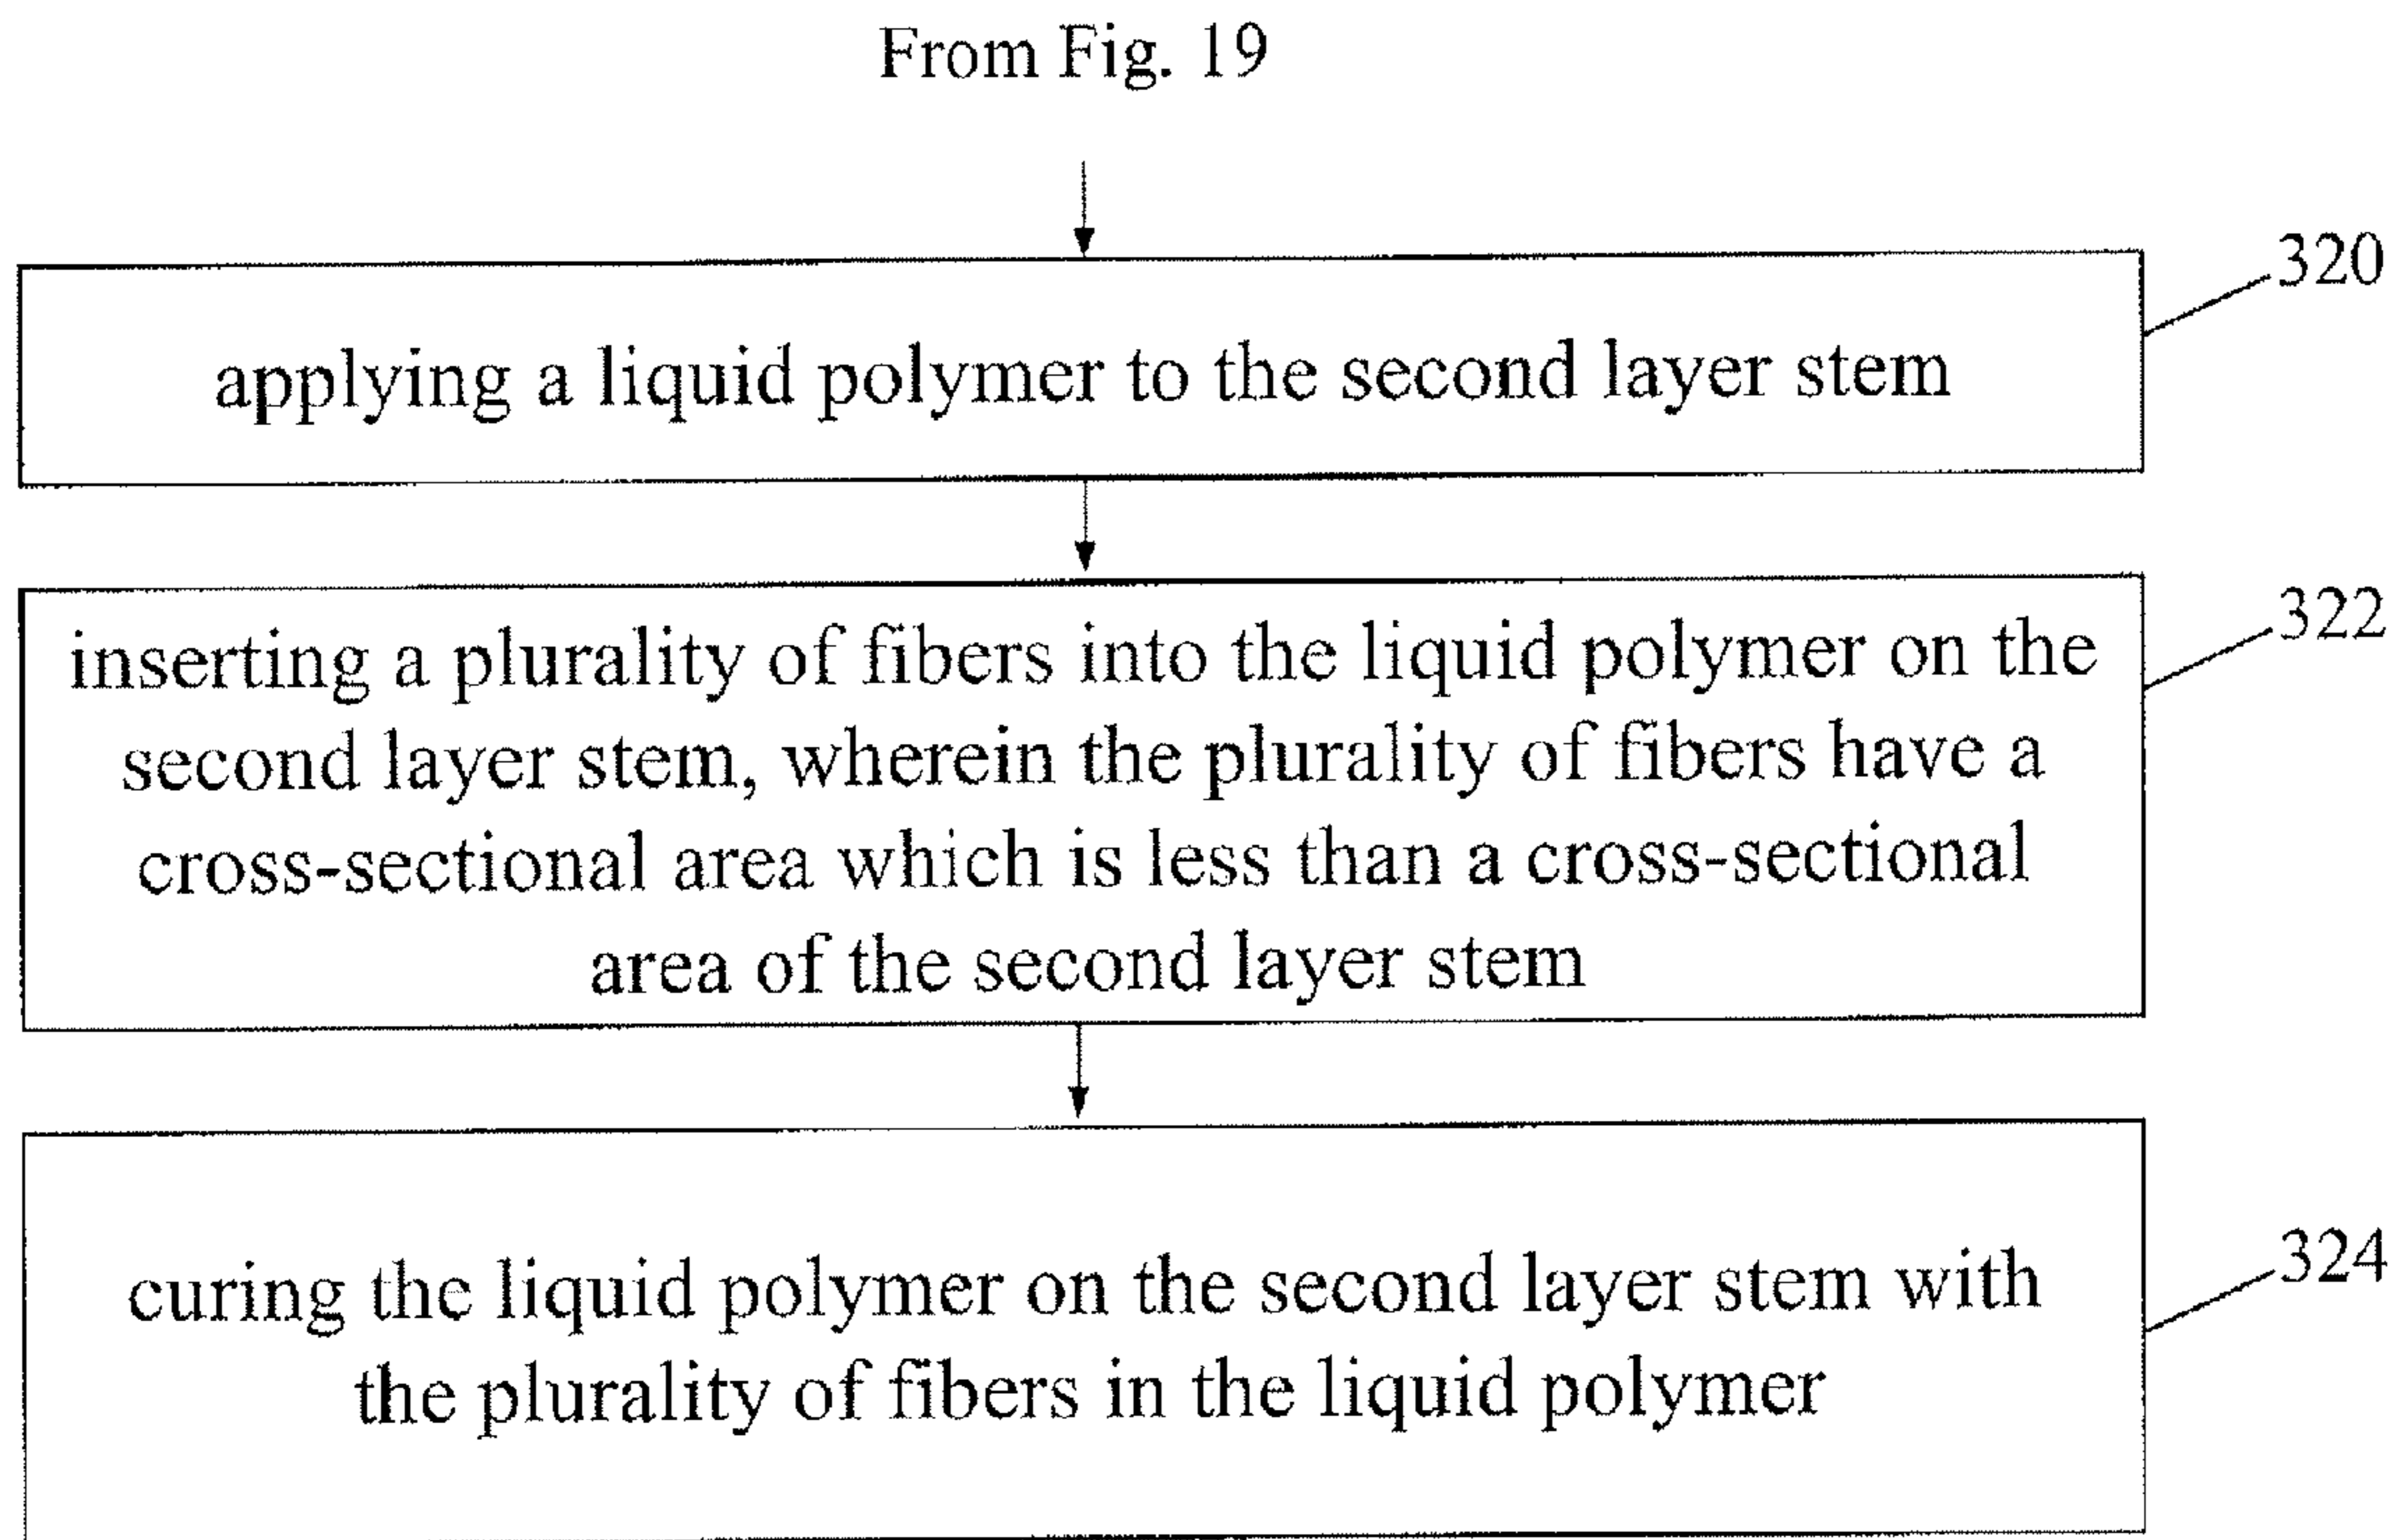 From Fig. 19
320
applying a liquid polymer to the second layer stem
322
inserting a plurality of fibers into the liquid polymer on the
second layer stem, wherein the plurality of fibers have a
cross-sectional area which is less than a cross-sectional
area of the second layer stem
324
curing the liquid polymer on the second layer stem with
the plurality of fibers in the liquid polymer